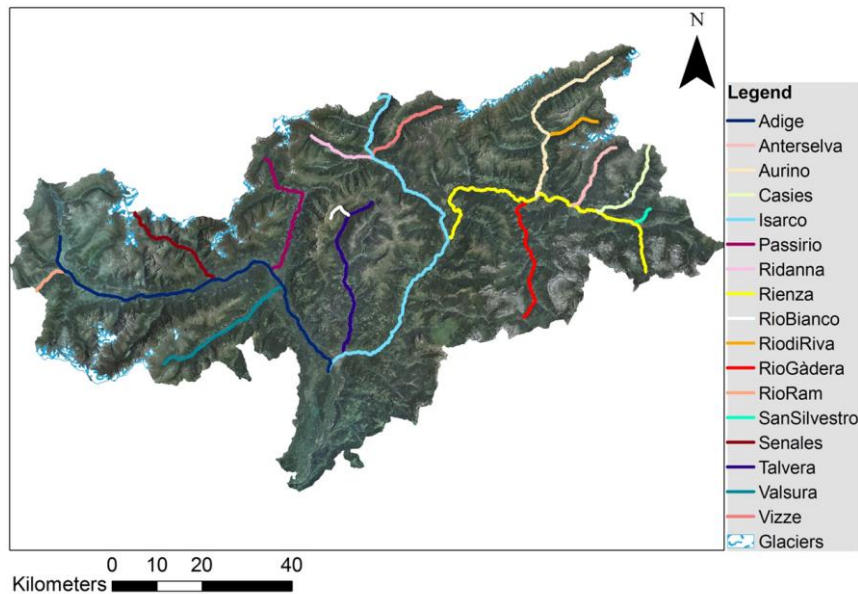 N
Legend
Adige
Anterselva
Aurino
Casies
Isarco
Passirio
Ridanna
Rienza
RioBianco
RiodiRiva
RioGàdera
RioRam
SanSilvestro
Senales
Talvera
Valsura
Vizze
Glaciers
0 10 20 40
Kilometers